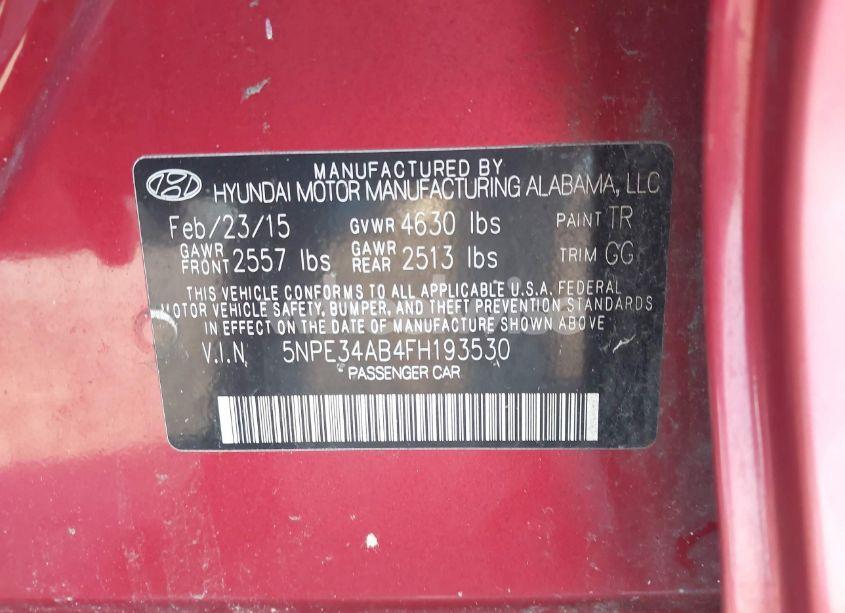 MANUFACTURED BY
HYUNDAI MOTOR MANUFACTURING ALABAMA, LLC
Feb/23/15 GVWR 4630 lbs PAINT TR
GAWR FRONT 2557 lbs GAWR REAR 2513 lbs TRIM GG
THIS VEHICLE CONFORMS TO ALL APPLICABLE U.S.A. FEDERAL
MOTOR VEHICLE SAFETY, BUMPER, AND THEFT PREVENTION STANDARDS
IN EFFECT ON THE DATE OF MANUFACTURE SHOWN ABOVE
V.I.N 5NPE34AB4FH193530
PASSENGER CAR